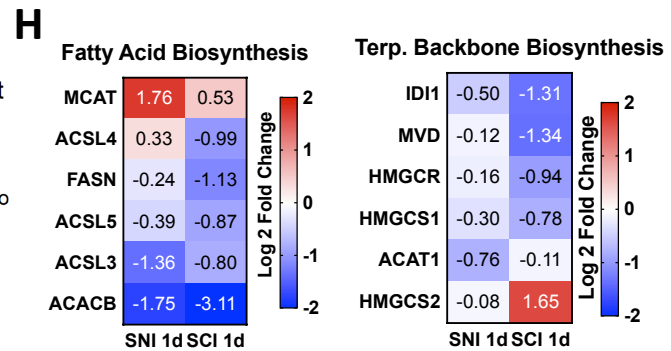 H
Fatty Acid Biosynthesis
MCAT 1.76 0.53
ACSL4 0.33 -0.99
FASN -0.24 -1.13
ACSL5 -0.39 -0.87
ACSL3 -1.36 -0.80
ACACB -1.75 -3.11
SNI 1d SCI 1d
2
1
0
-1
-2
Log 2 Fold Change
Terp. Backbone Biosynthesis
IDI1 -0.50 -1.31
MVD -0.12 -1.34
HMGCR -0.16 -0.94
HMGCS1 -0.30 -0.78
ACAT1 -0.76 -0.11
HMGCS2 -0.08 1.65
SNI 1d SCI 1d
2
1
0
-1
-2
Log 2 Fold Change
t
o